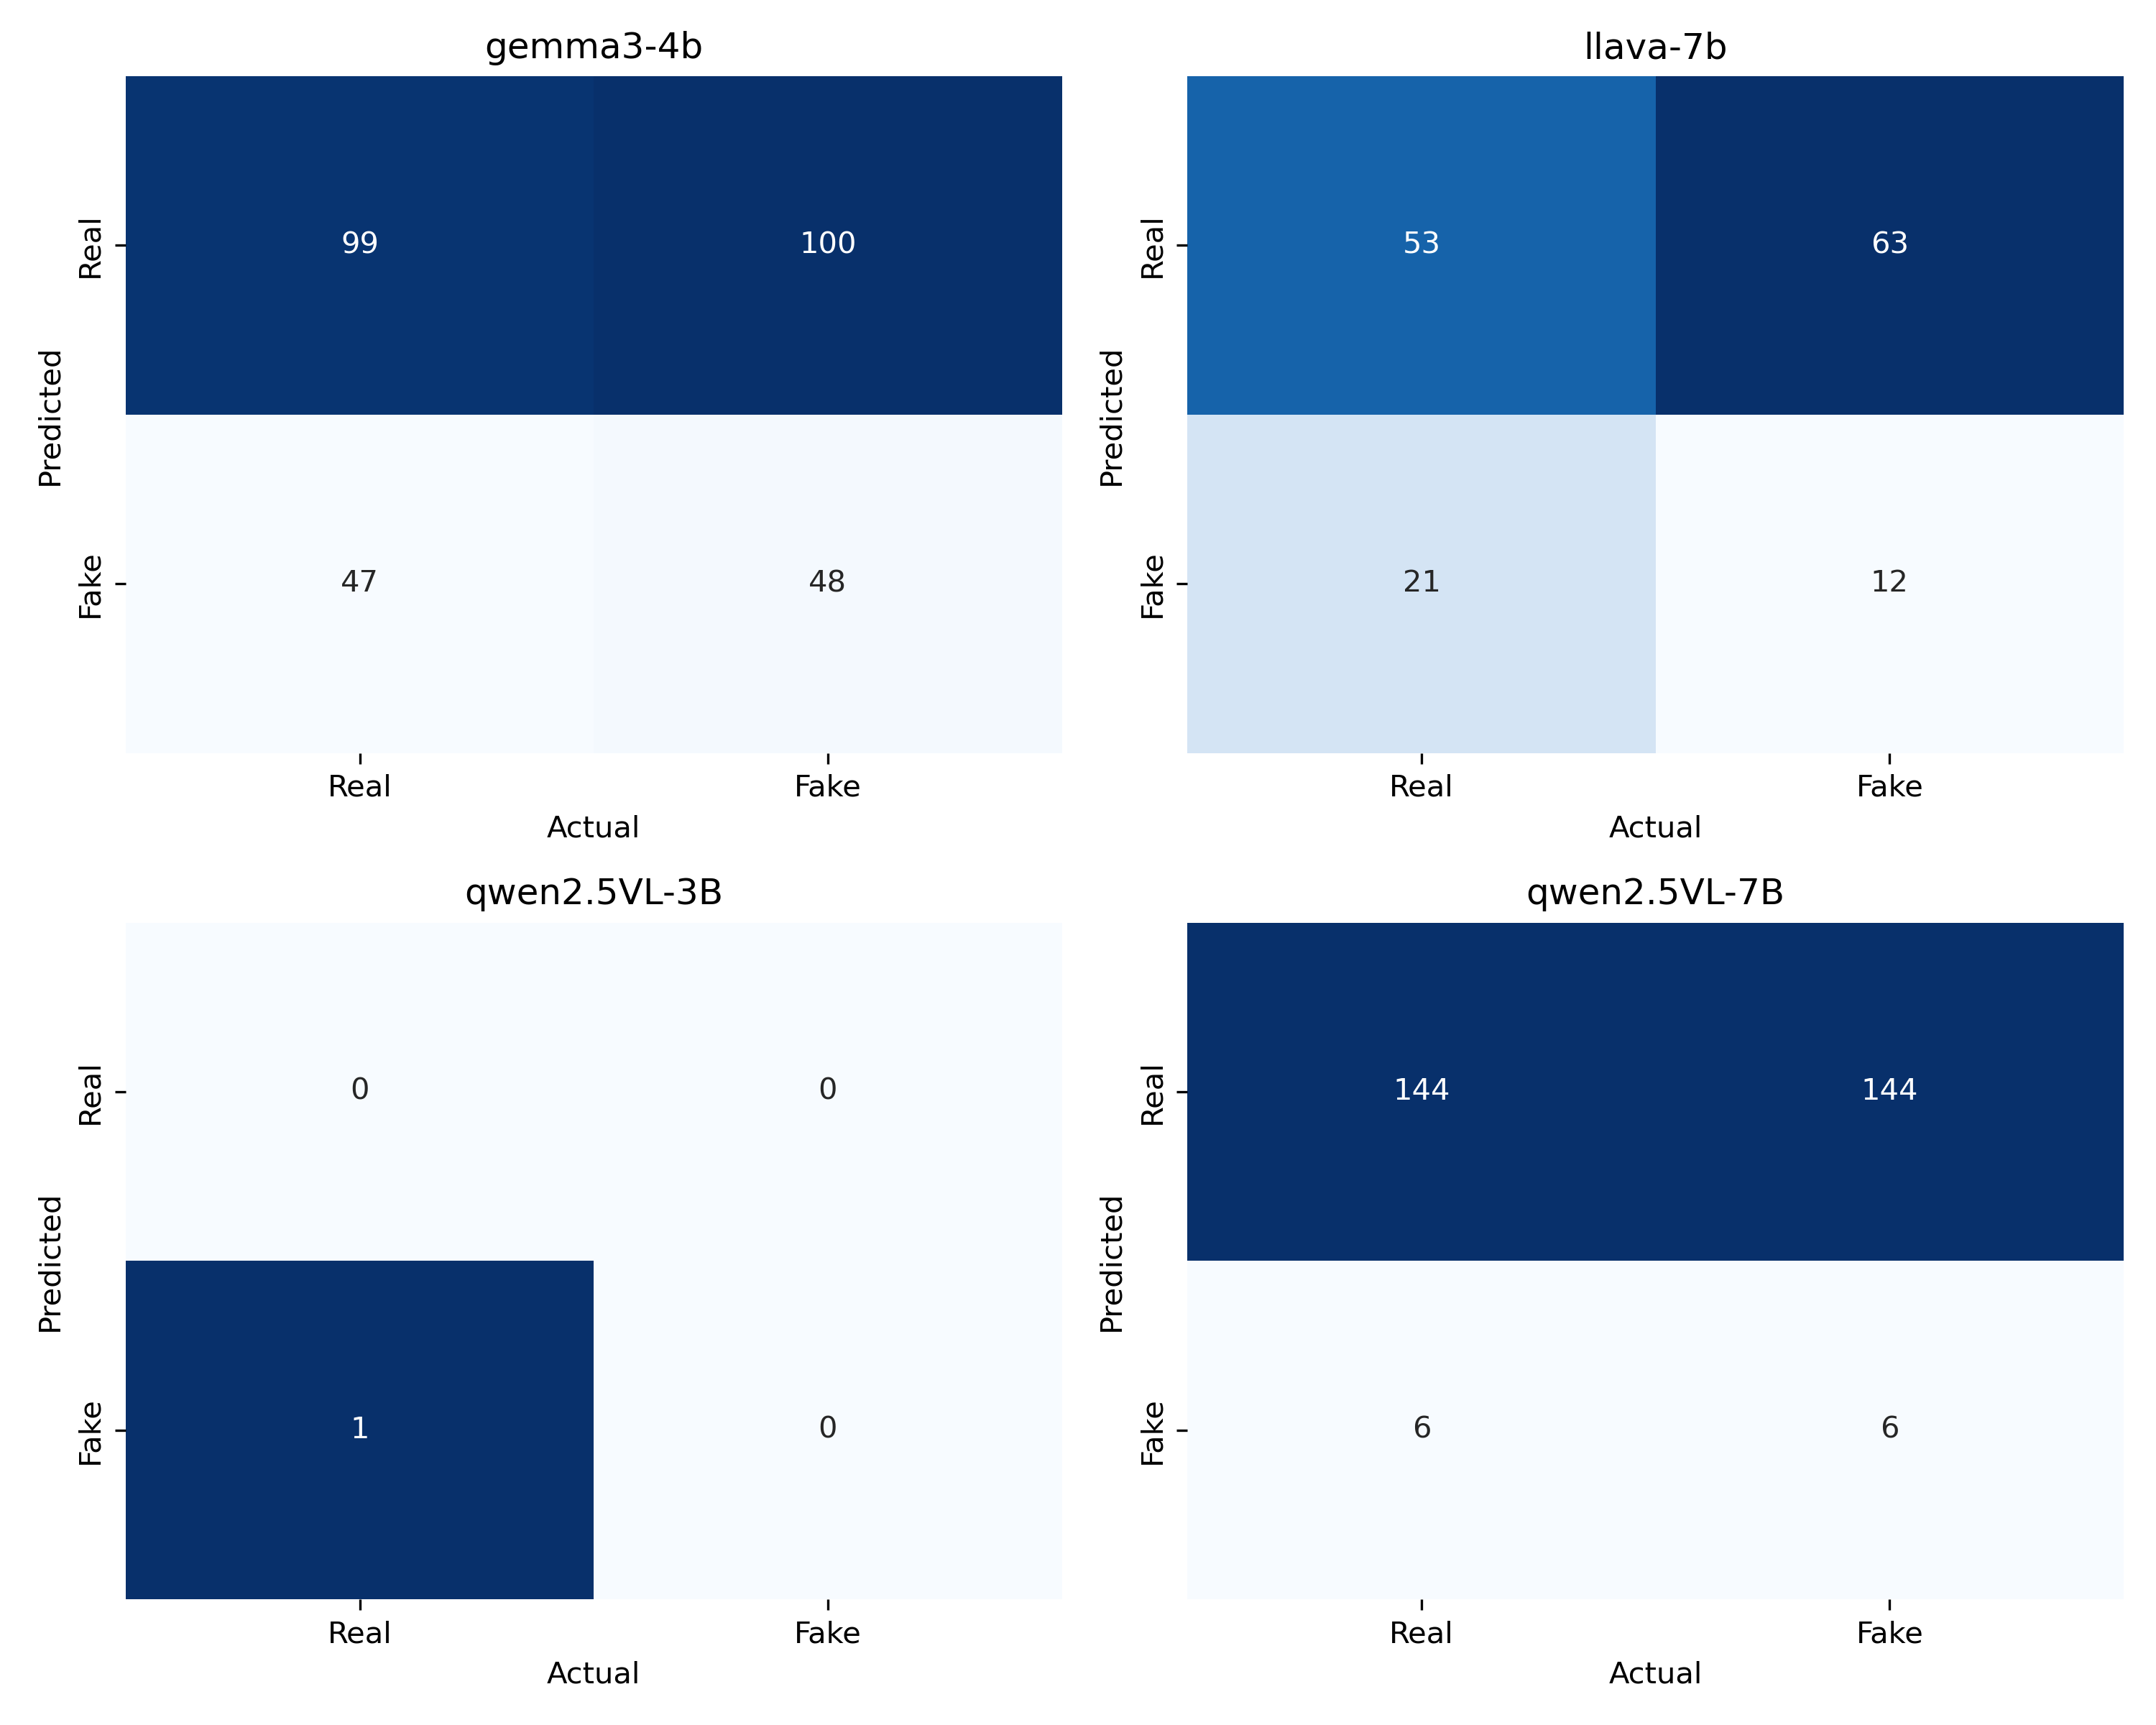 gemma3-4b
Predicted
Real
99
100
Fake
47
48
Real
Fake
Actual
llava-7b
Predicted
Real
53
63
Fake
21
12
Real
Fake
Actual
qwen2.5VL-3B
Predicted
Real
0
0
Fake
1
0
Real
Fake
Actual
qwen2.5VL-7B
Predicted
Real
144
144
Fake
6
6
Real
Fake
Actual